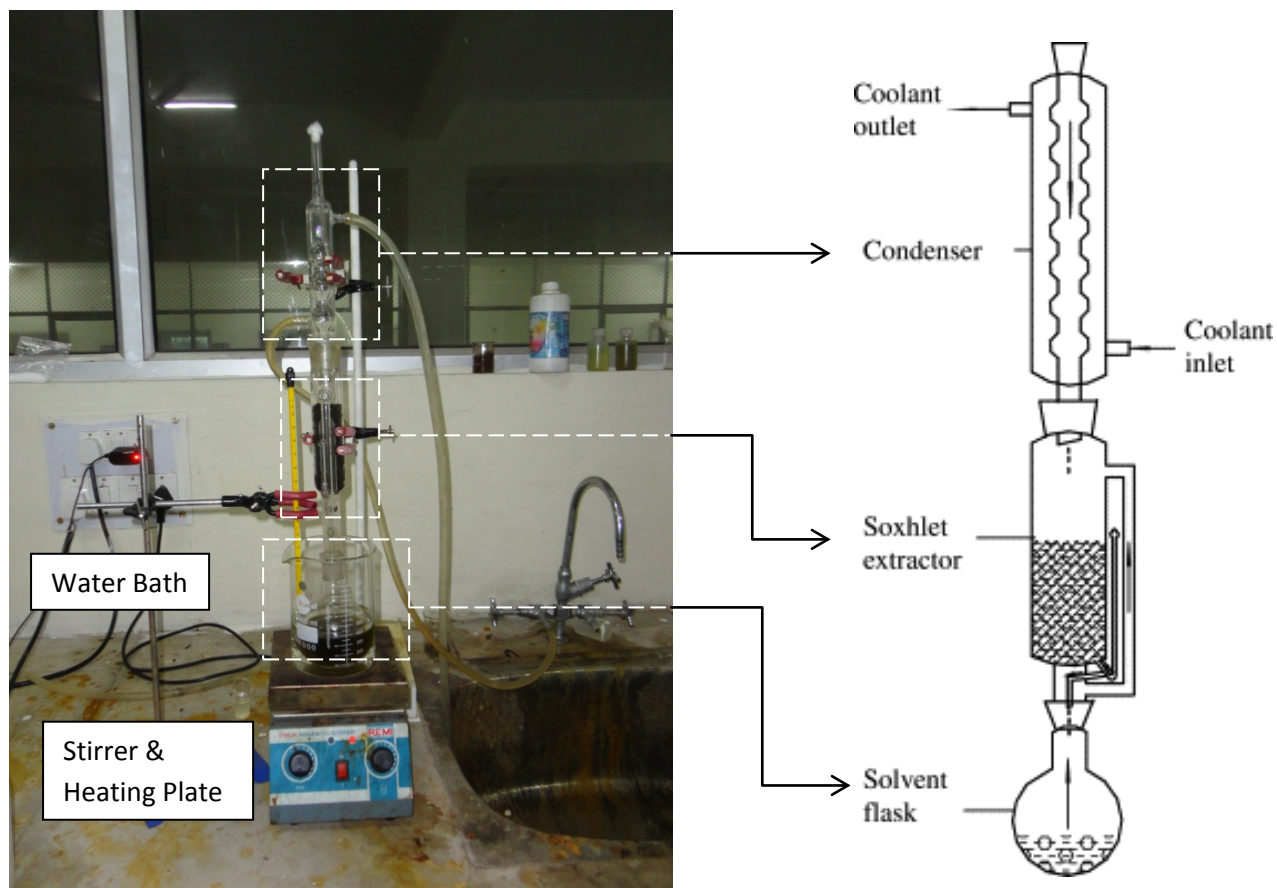 Water Bath
Stirrer &
Heating Plate
REMI
Coolant
outlet
Condenser
Coolant
inlet
Soxhlet
extractor
Solvent
flask